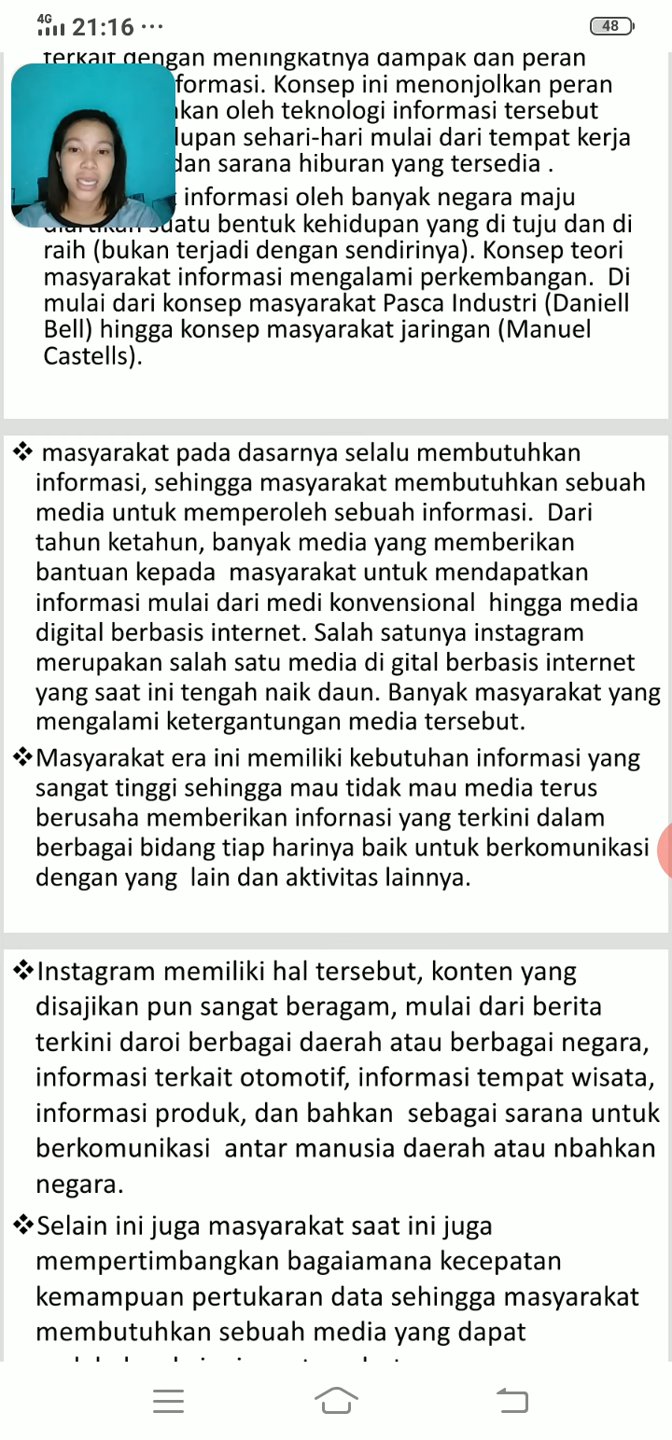 4G 21:16 ... 48
terkait dengan meningkatnya dampak dan peran
formasi. Konsep ini menonjolkan peran
kan oleh teknologi informasi tersebut
lupan sehari-hari mulai dari tempat kerja
dan sarana hiburan yang tersedia .
informasi oleh banyak negara maju
diartikan suatu bentuk kehidupan yang di tuju dan di
raih (bukan terjadi dengan sendirinya). Konsep teori
masyarakat informasi mengalami perkembangan. Di
mulai dari konsep masyarakat Pasca Industri (Daniell
Bell) hingga konsep masyarakat jaringan (Manuel
Castells).
❖ masyarakat pada dasarnya selalu membutuhkan
informasi, sehingga masyarakat membutuhkan sebuah
media untuk memperoleh sebuah informasi. Dari
tahun ketahun, banyak media yang memberikan
bantuan kepada masyarakat untuk mendapatkan
informasi mulai dari medi konvensional hingga media
digital berbasis internet. Salah satunya instagram
merupakan salah satu media di gital berbasis internet
yang saat ini tengah naik daun. Banyak masyarakat yang
mengalami ketergantungan media tersebut.
❖Masyarakat era ini memiliki kebutuhan informasi yang
sangat tinggi sehingga mau tidak mau media terus
berusaha memberikan infornasi yang terkini dalam
berbagai bidang tiap harinya baik untuk berkomunikasi
dengan yang lain dan aktivitas lainnya.
❖Instagram memiliki hal tersebut, konten yang
disajikan pun sangat beragam, mulai dari berita
terkini daroi berbagai daerah atau berbagai negara,
informasi terkait otomotif, informasi tempat wisata,
informasi produk, dan bahkan sebagai sarana untuk
berkomunikasi antar manusia daerah atau nbahkan
negara.
❖Selain ini juga masyarakat saat ini juga
mempertimbangkan bagaiamana kecepatan
kemampuan pertukaran data sehingga masyarakat
membutuhkan sebuah media yang dapat